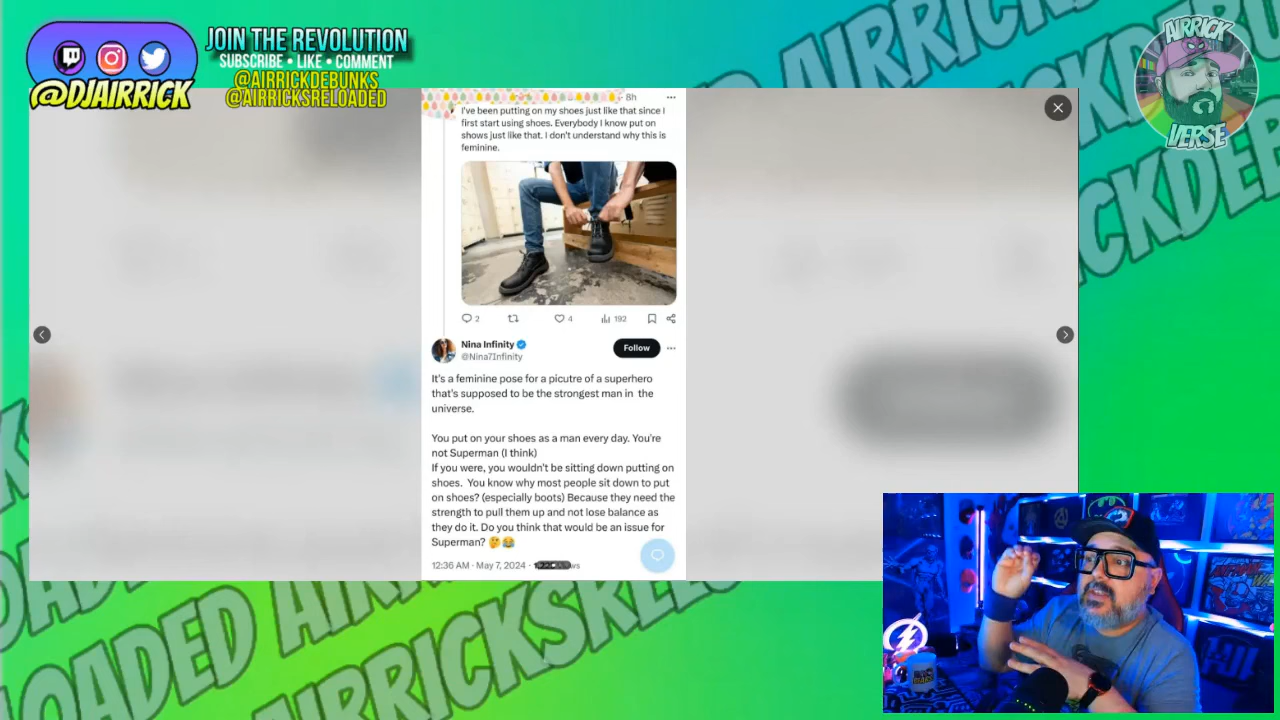 JOIN THE REVOLUTION
SUBSCRIBE • LIKE • COMMENT
@AIRRICKDEBUNKS
@AIRRICKSRELOADED
@DJAIRRICK
AIRRICK
VERSE
8h
I've been putting on my shoes just like that since I
first start using shoes. Everybody I know put on
shows just like that. I don't understand why this is
feminine.
2
4
192
Nina Infinity
@Nina7Infinity
Follow
It's a feminine pose for a picutre of a superhero
that's supposed to be the strongest man in the
universe.
You put on your shoes as a man every day. You're
not Superman (I think)
If you were, you wouldn't be sitting down putting on
shoes. You know why most people sit down to put
on shoes? (especially boots) Because they need the
strength to pull them up and not lose balance as
they do it. Do you think that would be an issue for
Superman? 🤔😂
12:36 AM · May 7, 2024 ·
LOADED AIRRICKSRELO
AIRRICKSREL